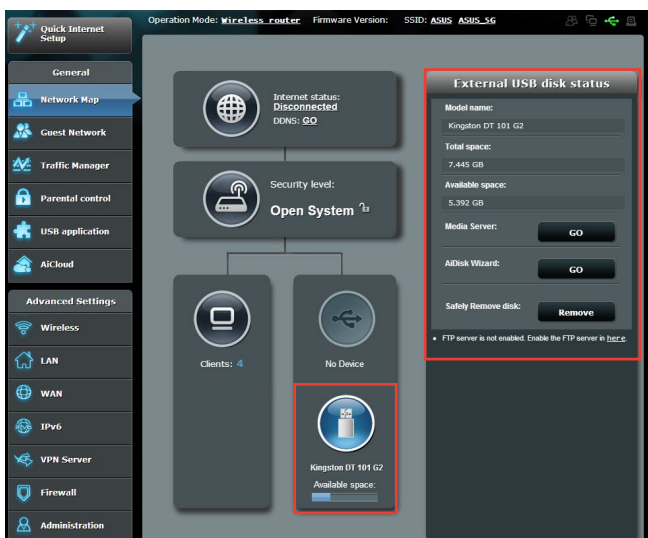 Operation Mode: Wireless router Firmware Version: SSID: ASUS ASUS_5G
Quick Internet
Setup
General
Network Map
Guest Network
Traffic Manager
Parental control
USB application
AiCloud
Advanced Settings
Wireless
LAN
WAN
IPv6
VPN Server
Firewall
Administration
Internet status:
Disconnected
DDNS: GO
Security level:
Open System
Clients: 4
No Device
Kingston DT 101 G2
Available space:
External USB disk status
Model name:
Kingston DT 101 G2
Total space:
7.445 GB
Available space:
5.392 GB
Media Server: GO
AiDisk Wizard: GO
Safely Remove disk: Remove
• FTP server is not enabled. Enable the FTP server in here.